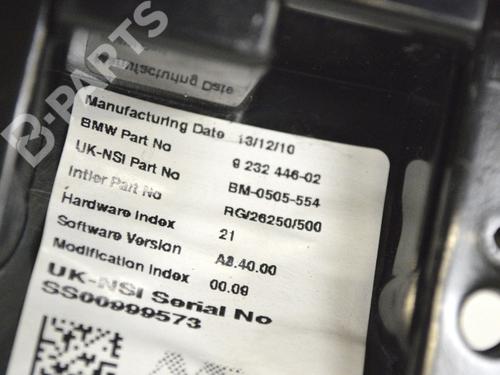 B-PARTS
Manufacturing Date
Manufacturing Date 13/12/10
BMW Part No 9 232 446-02
UK-NSI Part No BM-0505-554
Intier Part No RG/26250/500
Hardware Index 21
Software Version A8.40.00
Modification Index 00.09
UK-NSI Serial No
SS00999573